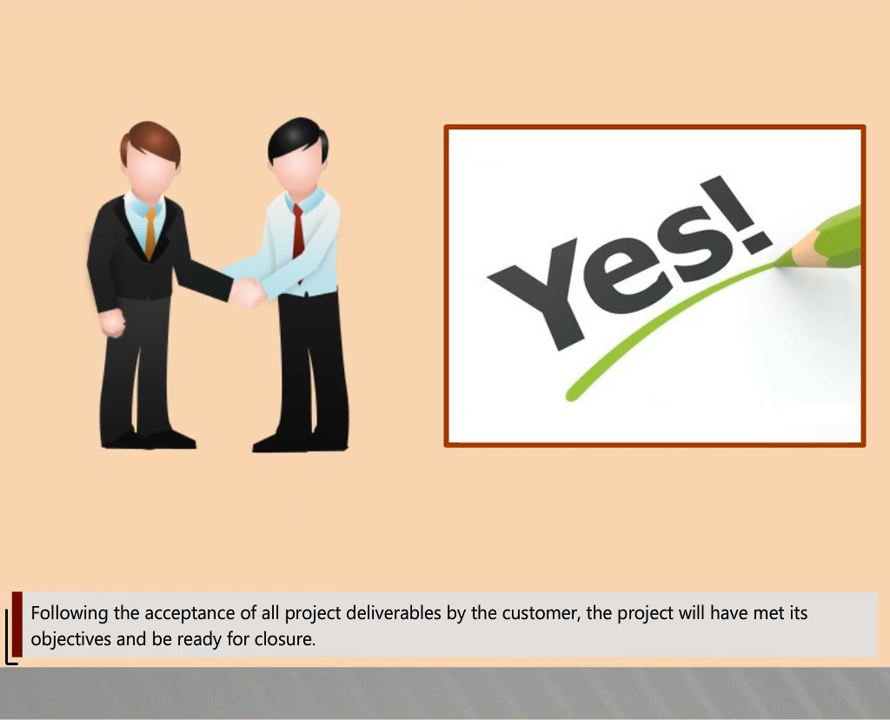 Yes!
Following the acceptance of all project deliverables by the customer, the project will have met its
objectives and be ready for closure.